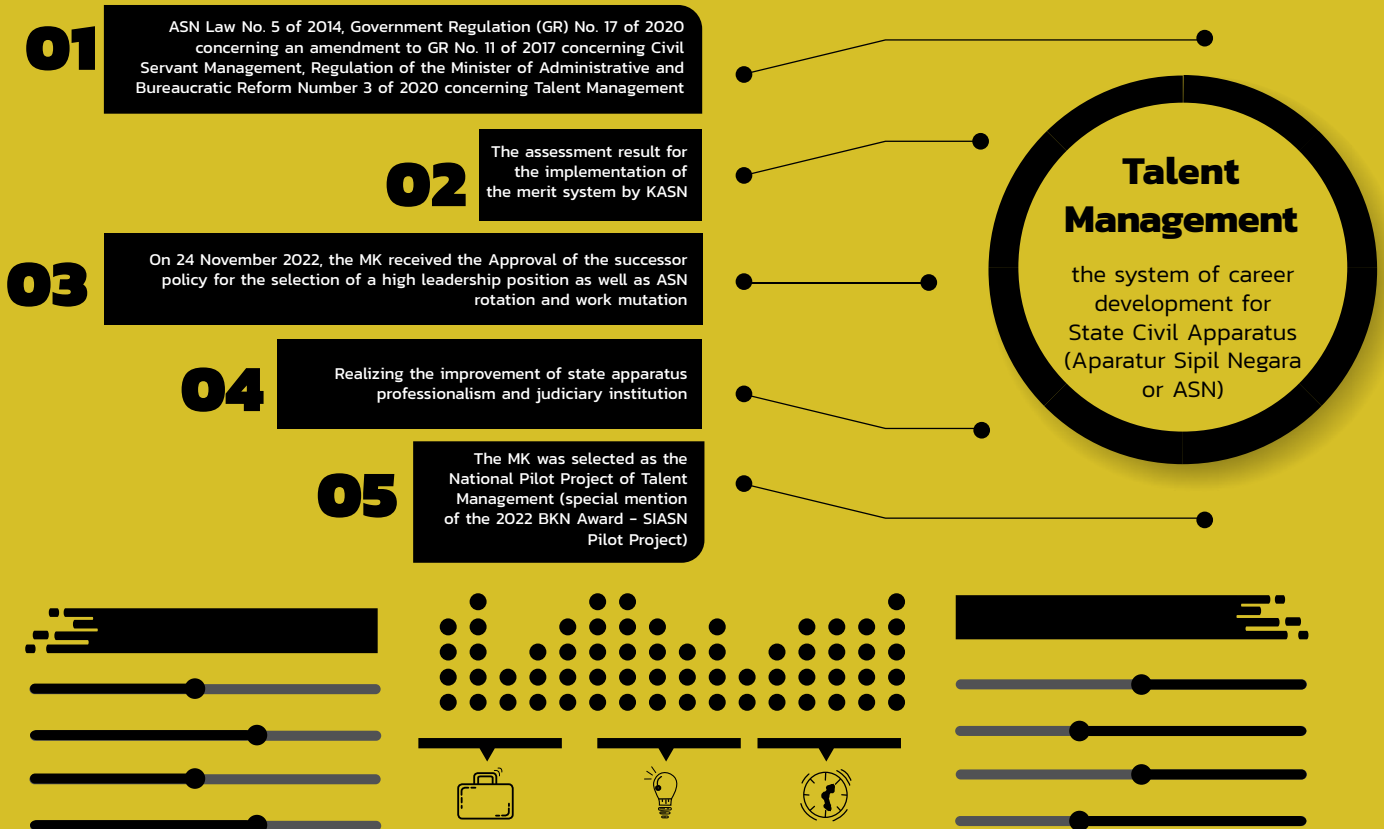 01
ASN Law No. 5 of 2014, Government Regulation (GR) No. 17 of 2020
concerning an amendment to GR No. 11 of 2017 concerning Civil
Servant Management, Regulation of the Minister of Administrative and
Bureaucratic Reform Number 3 of 2020 concerning Talent Management
02
The assessment result for
the implementation of
the merit system by KASN
03
On 24 November 2022, the MK received the Approval of the successor
policy for the selection of a high leadership position as well as ASN
rotation and work mutation
04
Realizing the improvement of state apparatus
professionalism and judiciary institution
05
The MK was selected as the
National Pilot Project of Talent
Management (special mention
of the 2022 BKN Award - SIASN
Pilot Project)
Talent
Management
the system of career
development for
State Civil Apparatus
(Aparatur Sipil Negara
or ASN)